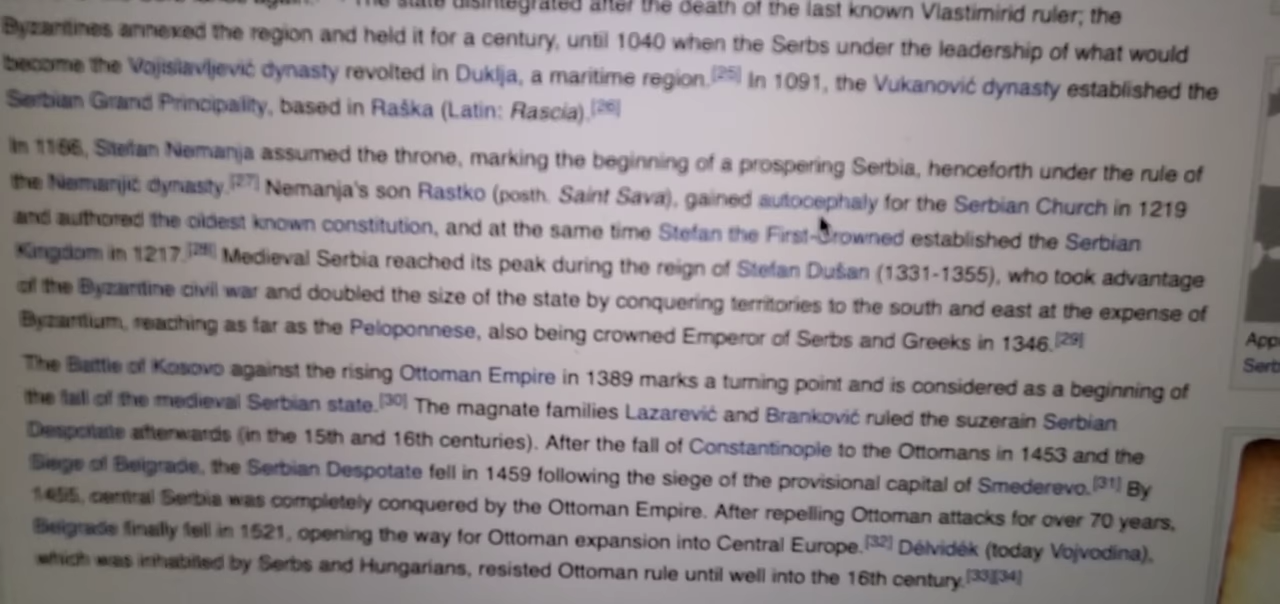 The state disintegrated after the death of the last known Vlastimirid ruler; the
Byzantines annexed the region and held it for a century, until 1040 when the Serbs under the leadership of what would
become the Vojislavljević dynasty revolted in Duklja, a maritime region.[25] In 1091, the Vukanović dynasty established the
Serbian Grand Principality, based in Raška (Latin: Rascia).[26]
In 1166, Stefan Nemanja assumed the throne, marking the beginning of a prospering Serbia, henceforth under the rule of
the Nemanjić dynasty.[27] Nemanja's son Rastko (posth. Saint Sava), gained autocephaly for the Serbian Church in 1219
and authored the oldest known constitution, and at the same time Stefan the First-Crowned established the Serbian
Kingdom in 1217.[28] Medieval Serbia reached its peak during the reign of Stefan Dušan (1331-1355), who took advantage
of the Byzantine civil war and doubled the size of the state by conquering territories to the south and east at the expense of
Byzantium, reaching as far as the Peloponnese, also being crowned Emperor of Serbs and Greeks in 1346.[29]
The Battle of Kosovo against the rising Ottoman Empire in 1389 marks a turning point and is considered as a beginning of
the fall of the medieval Serbian state.[30] The magnate families Lazarević and Branković ruled the suzerain Serbian
Despotate afterwards (in the 15th and 16th centuries). After the fall of Constantinople to the Ottomans in 1453 and the
Siege of Belgrade, the Serbian Despotate fell in 1459 following the siege of the provisional capital of Smederevo.[31] By
1455, central Serbia was completely conquered by the Ottoman Empire. After repelling Ottoman attacks for over 70 years,
Belgrade finally fell in 1521, opening the way for Ottoman expansion into Central Europe.[32] Délvidék (today Vojvodina),
which was inhabited by Serbs and Hungarians, resisted Ottoman rule until well into the 16th century.[33][34]
App
Serb